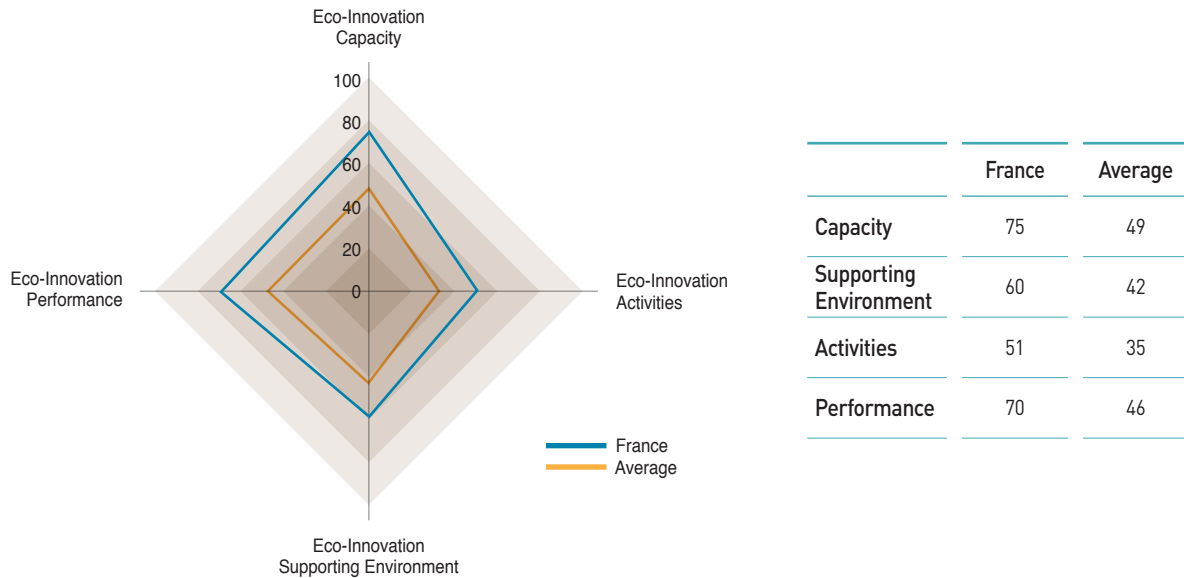 Eco-Innovation
Capacity
100
80
60
40
20
0
Eco-Innovation
Performance
Eco-Innovation
Activities
France
Average
Eco-Innovation
Supporting Environment
France Average
Capacity 75 49
Supporting
Environment 60 42
Activities 51 35
Performance 70 46